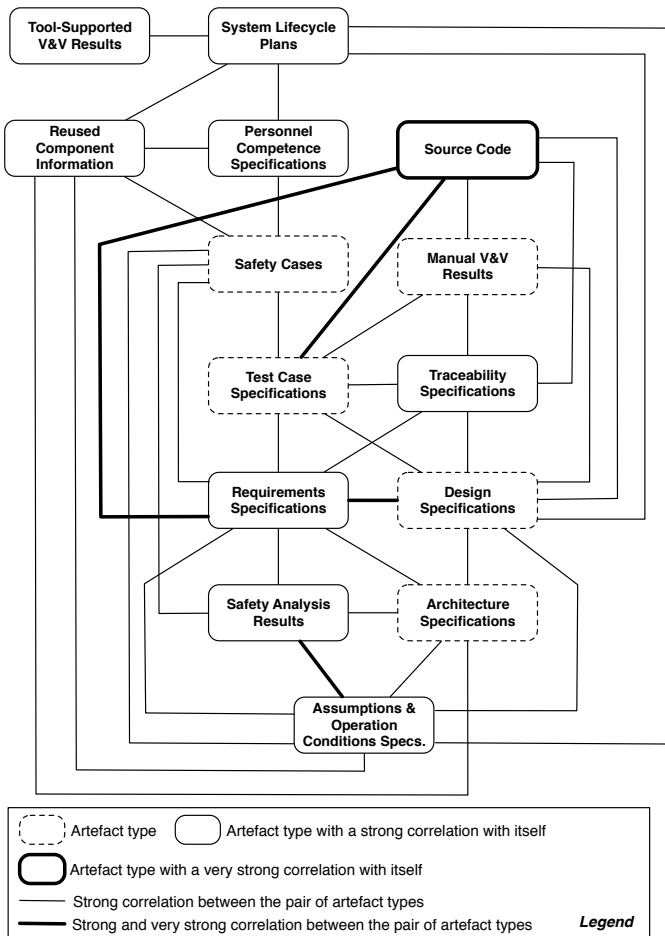 Tool-Supported
V&V Results
System Lifecycle
Plans
Reused
Component
Information
Personnel
Competence
Specifications
Source Code
Safety Cases
Manual V&V
Results
Test Case
Specifications
Traceability
Specifications
Requirements
Specifications
Design
Specifications
Safety Analysis
Results
Architecture
Specifications
Assumptions &
Operation
Conditions Specs.
Artefact type
Artefact type with a strong correlation with itself
Artefact type with a very strong correlation with itself
Strong correlation between the pair of artefact types
Strong and very strong correlation between the pair of artefact types
Legend